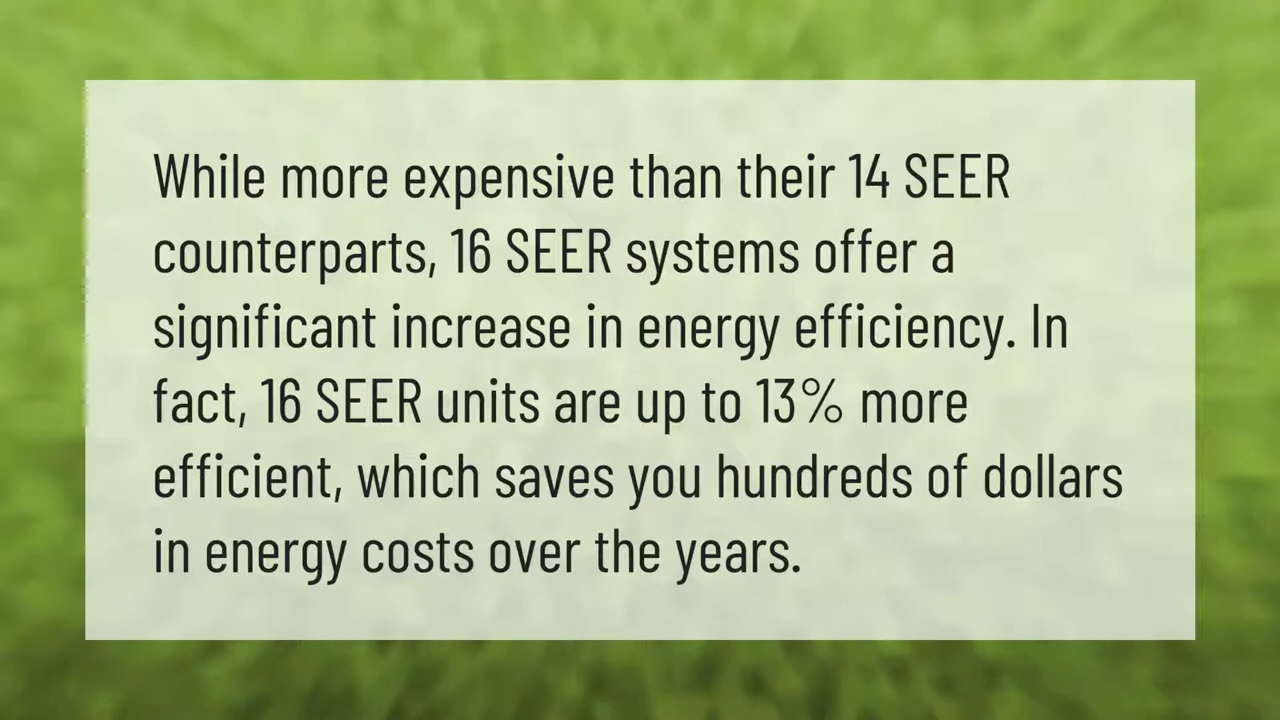 While more expensive than their 14 SEER
counterparts, 16 SEER systems offer a
significant increase in energy efficiency. In
fact, 16 SEER units are up to 13% more
efficient, which saves you hundreds of dollars
in energy costs over the years.